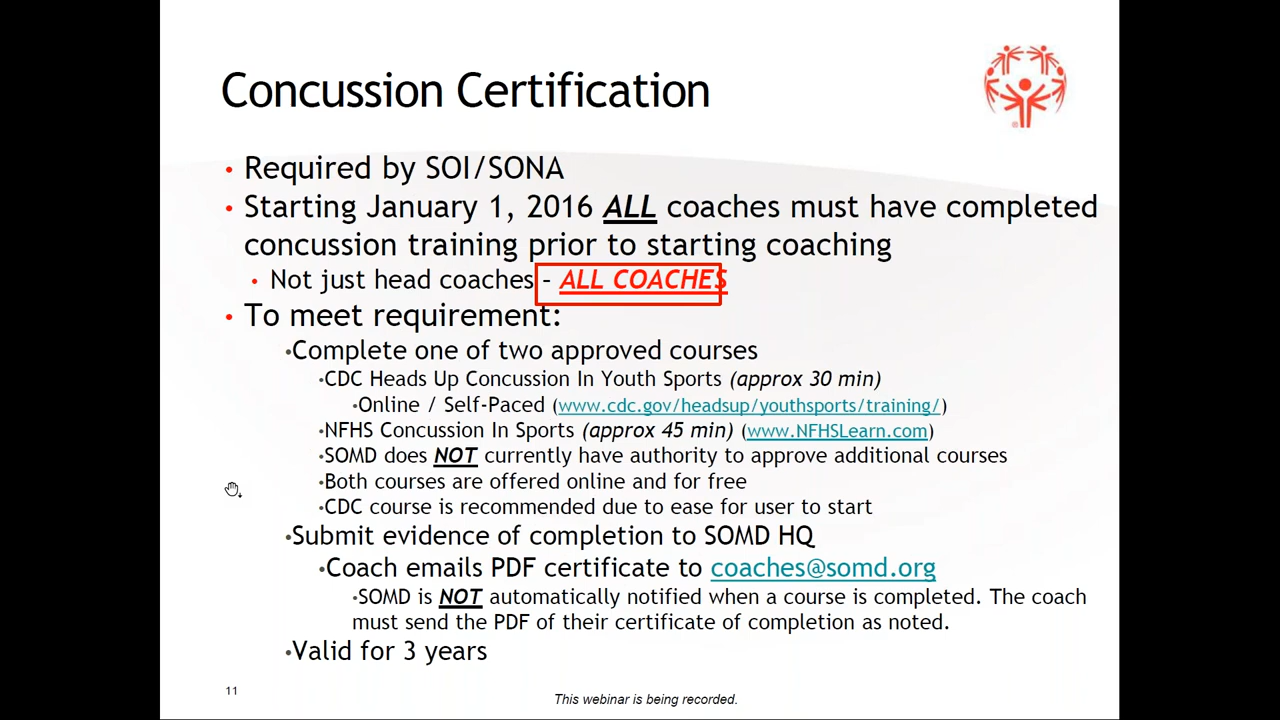 Concussion Certification
• Required by SOI/SONA
• Starting January 1, 2016 ALL coaches must have completed
concussion training prior to starting coaching
• Not just head coaches – ALL COACHES
• To meet requirement:
•Complete one of two approved courses
•CDC Heads Up Concussion In Youth Sports (approx 30 min)
•Online / Self-Paced (www.cdc.gov/headsup/youthsports/training/)
•NFHS Concussion In Sports (approx 45 min) (www.NFHSLearn.com)
•SOMD does NOT currently have authority to approve additional courses
•Both courses are offered online and for free
•CDC course is recommended due to ease for user to start
•Submit evidence of completion to SOMD HQ
•Coach emails PDF certificate to coaches@somd.org
•SOMD is NOT automatically notified when a course is completed. The coach
must send the PDF of their certificate of completion as noted.
•Valid for 3 years
11
This webinar is being recorded.